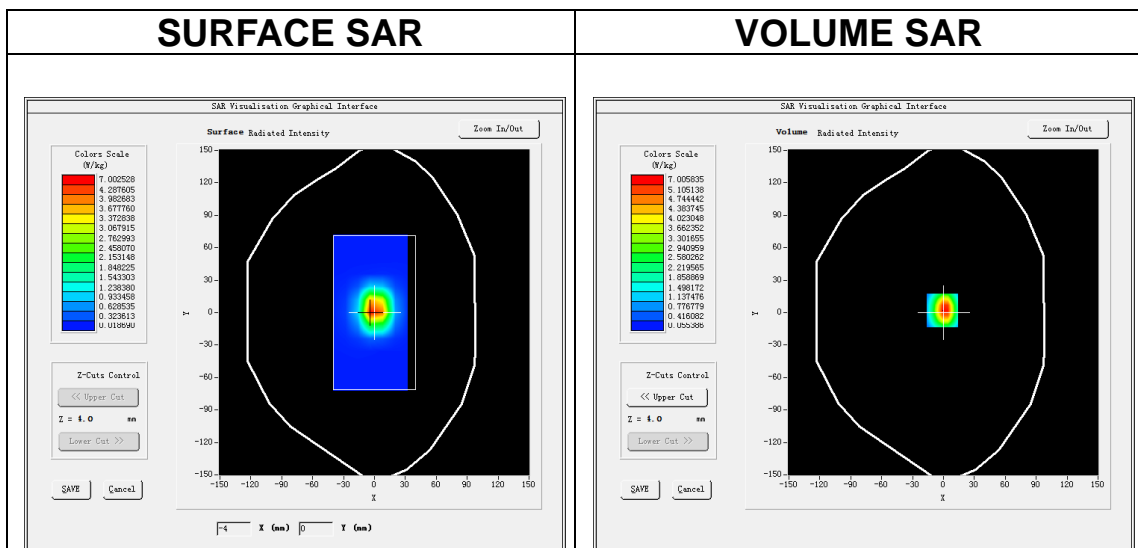 SURFACE SAR
VOLUME SAR
SAR Visualisation Graphical Interface
Surface Radiated Intensity
Zoom In/Out
Colors Scale
(W/kg)
7.002528
4.287605
3.982683
3.677760
3.372838
3.067915
2.762993
2.458070
2.153148
1.848225
1.543303
1.238380
0.933458
0.628535
0.323613
0.018690
Z-Cuts Control
<< Upper Cut
Z = 4.0 mm
Lower Cut >>
SAVE
Cancel
150
120
90
60
30
0
-30
-60
-90
-120
-150
Y
-150 -120 -90 -60 -30 0 30 60 90 120 150
X
-4 X (mm) 0 Y (mm)
SAR Visualisation Graphical Interface
Volume Radiated Intensity
Zoom In/Out
Colors Scale
(W/kg)
7.005835
5.105138
4.744442
4.383745
4.023048
3.662352
3.301655
2.940959
2.580262
2.219565
1.858869
1.498172
1.137476
0.776779
0.416082
0.055386
Z-Cuts Control
<< Upper Cut
Z = 4.0 mm
Lower Cut >>
SAVE
Cancel
150
120
90
60
30
0
-30
-60
-90
-120
-150
Y
-150 -120 -90 -60 -30 0 30 60 90 120 150
X